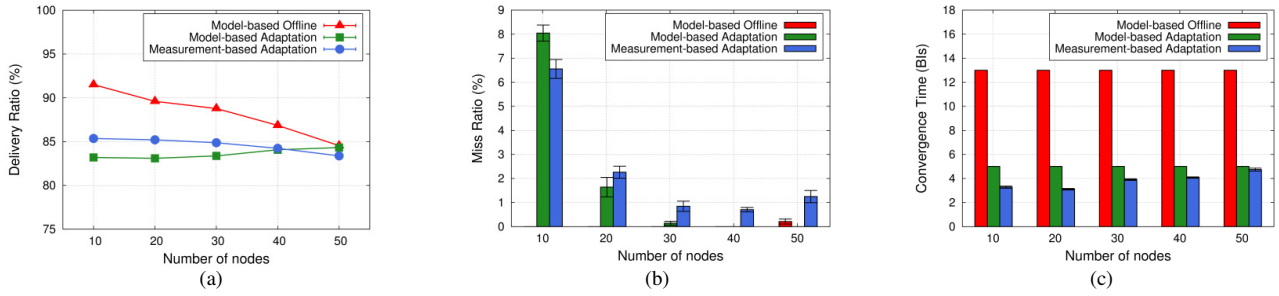 100
95
90
85
80
75
Delivery Ratio (%)
10 20 30 40 50
Number of nodes
Model-based Offline
Model-based Adaptation
Measurement-based Adaptation
(a)
9
8
7
6
5
4
3
2
1
0
Miss Ratio (%)
10 20 30 40 50
Number of nodes
Model-based Offline
Model-based Adaptation
Measurement-based Adaptation
(b)
18
16
14
12
10
8
6
4
2
0
Convergence Time (BIs)
10 20 30 40 50
Number of nodes
Model-based Offline
Model-based Adaptation
Measurement-based Adaptation
(c)